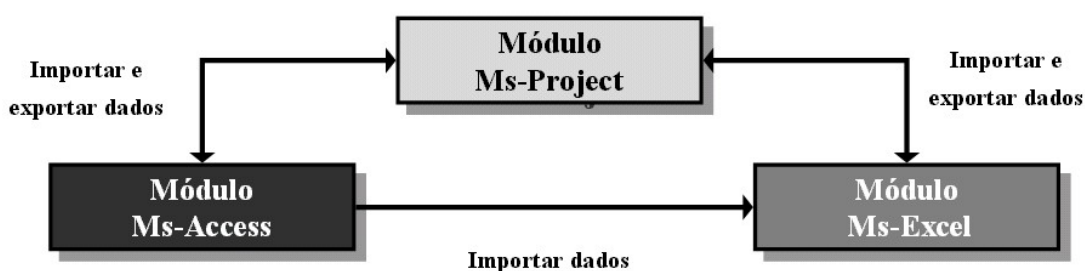 Módulo
Ms-Project
Importar e
exportar dados
Importar e
exportar dados
Módulo
Ms-Access
Módulo
Ms-Excel
Importar dados